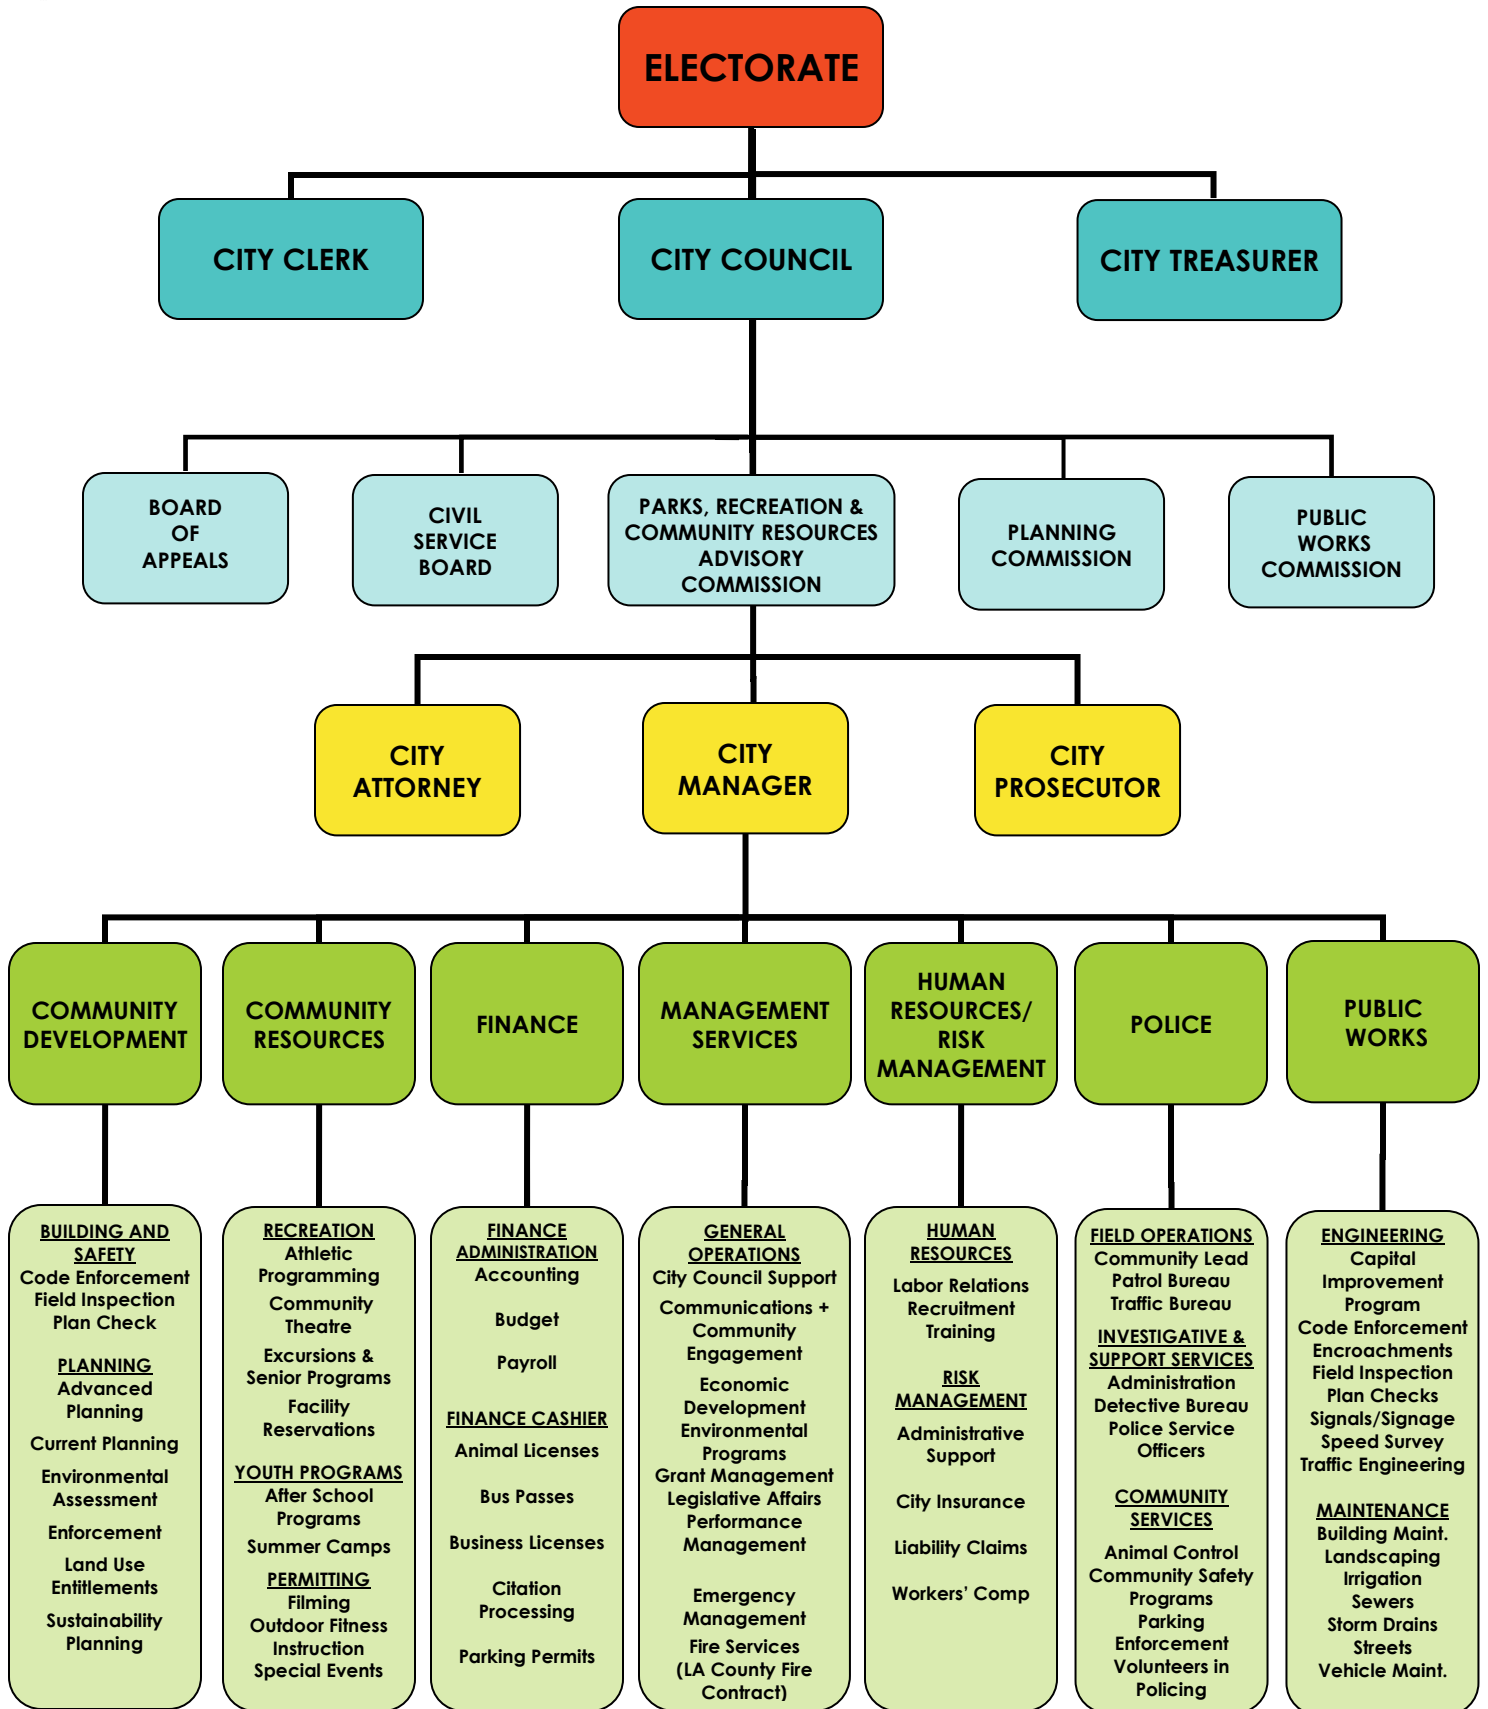 ELECTORATE
CITY CLERK
CITY COUNCIL
CITY TREASURER
BOARD
OF
APPEALS
CIVIL
SERVICE
BOARD
PARKS, RECREATION &
COMMUNITY RESOURCES
ADVISORY
COMMISSION
PLANNING
COMMISSION
PUBLIC
WORKS
COMMISSION
CITY
ATTORNEY
CITY
MANAGER
CITY
PROSECUTOR
COMMUNITY
DEVELOPMENT
COMMUNITY
RESOURCES
FINANCE
MANAGEMENT
SERVICES
HUMAN
RESOURCES/
RISK
MANAGEMENT
POLICE
PUBLIC
WORKS
BUILDING AND
SAFETY
Code Enforcement
Field Inspection
Plan Check
PLANNING
Advanced
Planning
Current Planning
Environmental
Assessment
Enforcement
Land Use
Entitlements
Sustainability
Planning
RECREATION
Athletic
Programming
Community
Theatre
Excursions &
Senior Programs
Facility
Reservations
YOUTH PROGRAMS
After School
Programs
Summer Camps
PERMITTING
Filming
Outdoor Fitness
Instruction
Special Events
FINANCE
ADMINISTRATION
Accounting
Budget
Payroll
FINANCE CASHIER
Animal Licenses
Bus Passes
Business Licenses
Citation
Processing
Parking Permits
GENERAL
OPERATIONS
City Council Support
Communications +
Community
Engagement
Economic
Development
Environmental
Programs
Grant Management
Legislative Affairs
Performance
Management
Emergency
Management
Fire Services
(LA County Fire
Contract)
HUMAN
RESOURCES
Labor Relations
Recruitment
Training
RISK
MANAGEMENT
Administrative
Support
City Insurance
Liability Claims
Workers' Comp
FIELD OPERATIONS
Community Lead
Patrol Bureau
Traffic Bureau
INVESTIGATIVE &
SUPPORT SERVICES
Administration
Detective Bureau
Police Service
Officers
COMMUNITY
SERVICES
Animal Control
Community Safety
Programs
Parking
Enforcement
Volunteers in
Policing
ENGINEERING
Capital
Improvement
Program
Code Enforcement
Encroachments
Field Inspection
Plan Checks
Signals/Signage
Speed Survey
Traffic Engineering
MAINTENANCE
Building Maint.
Landscaping
Irrigation
Sewers
Storm Drains
Streets
Vehicle Maint.